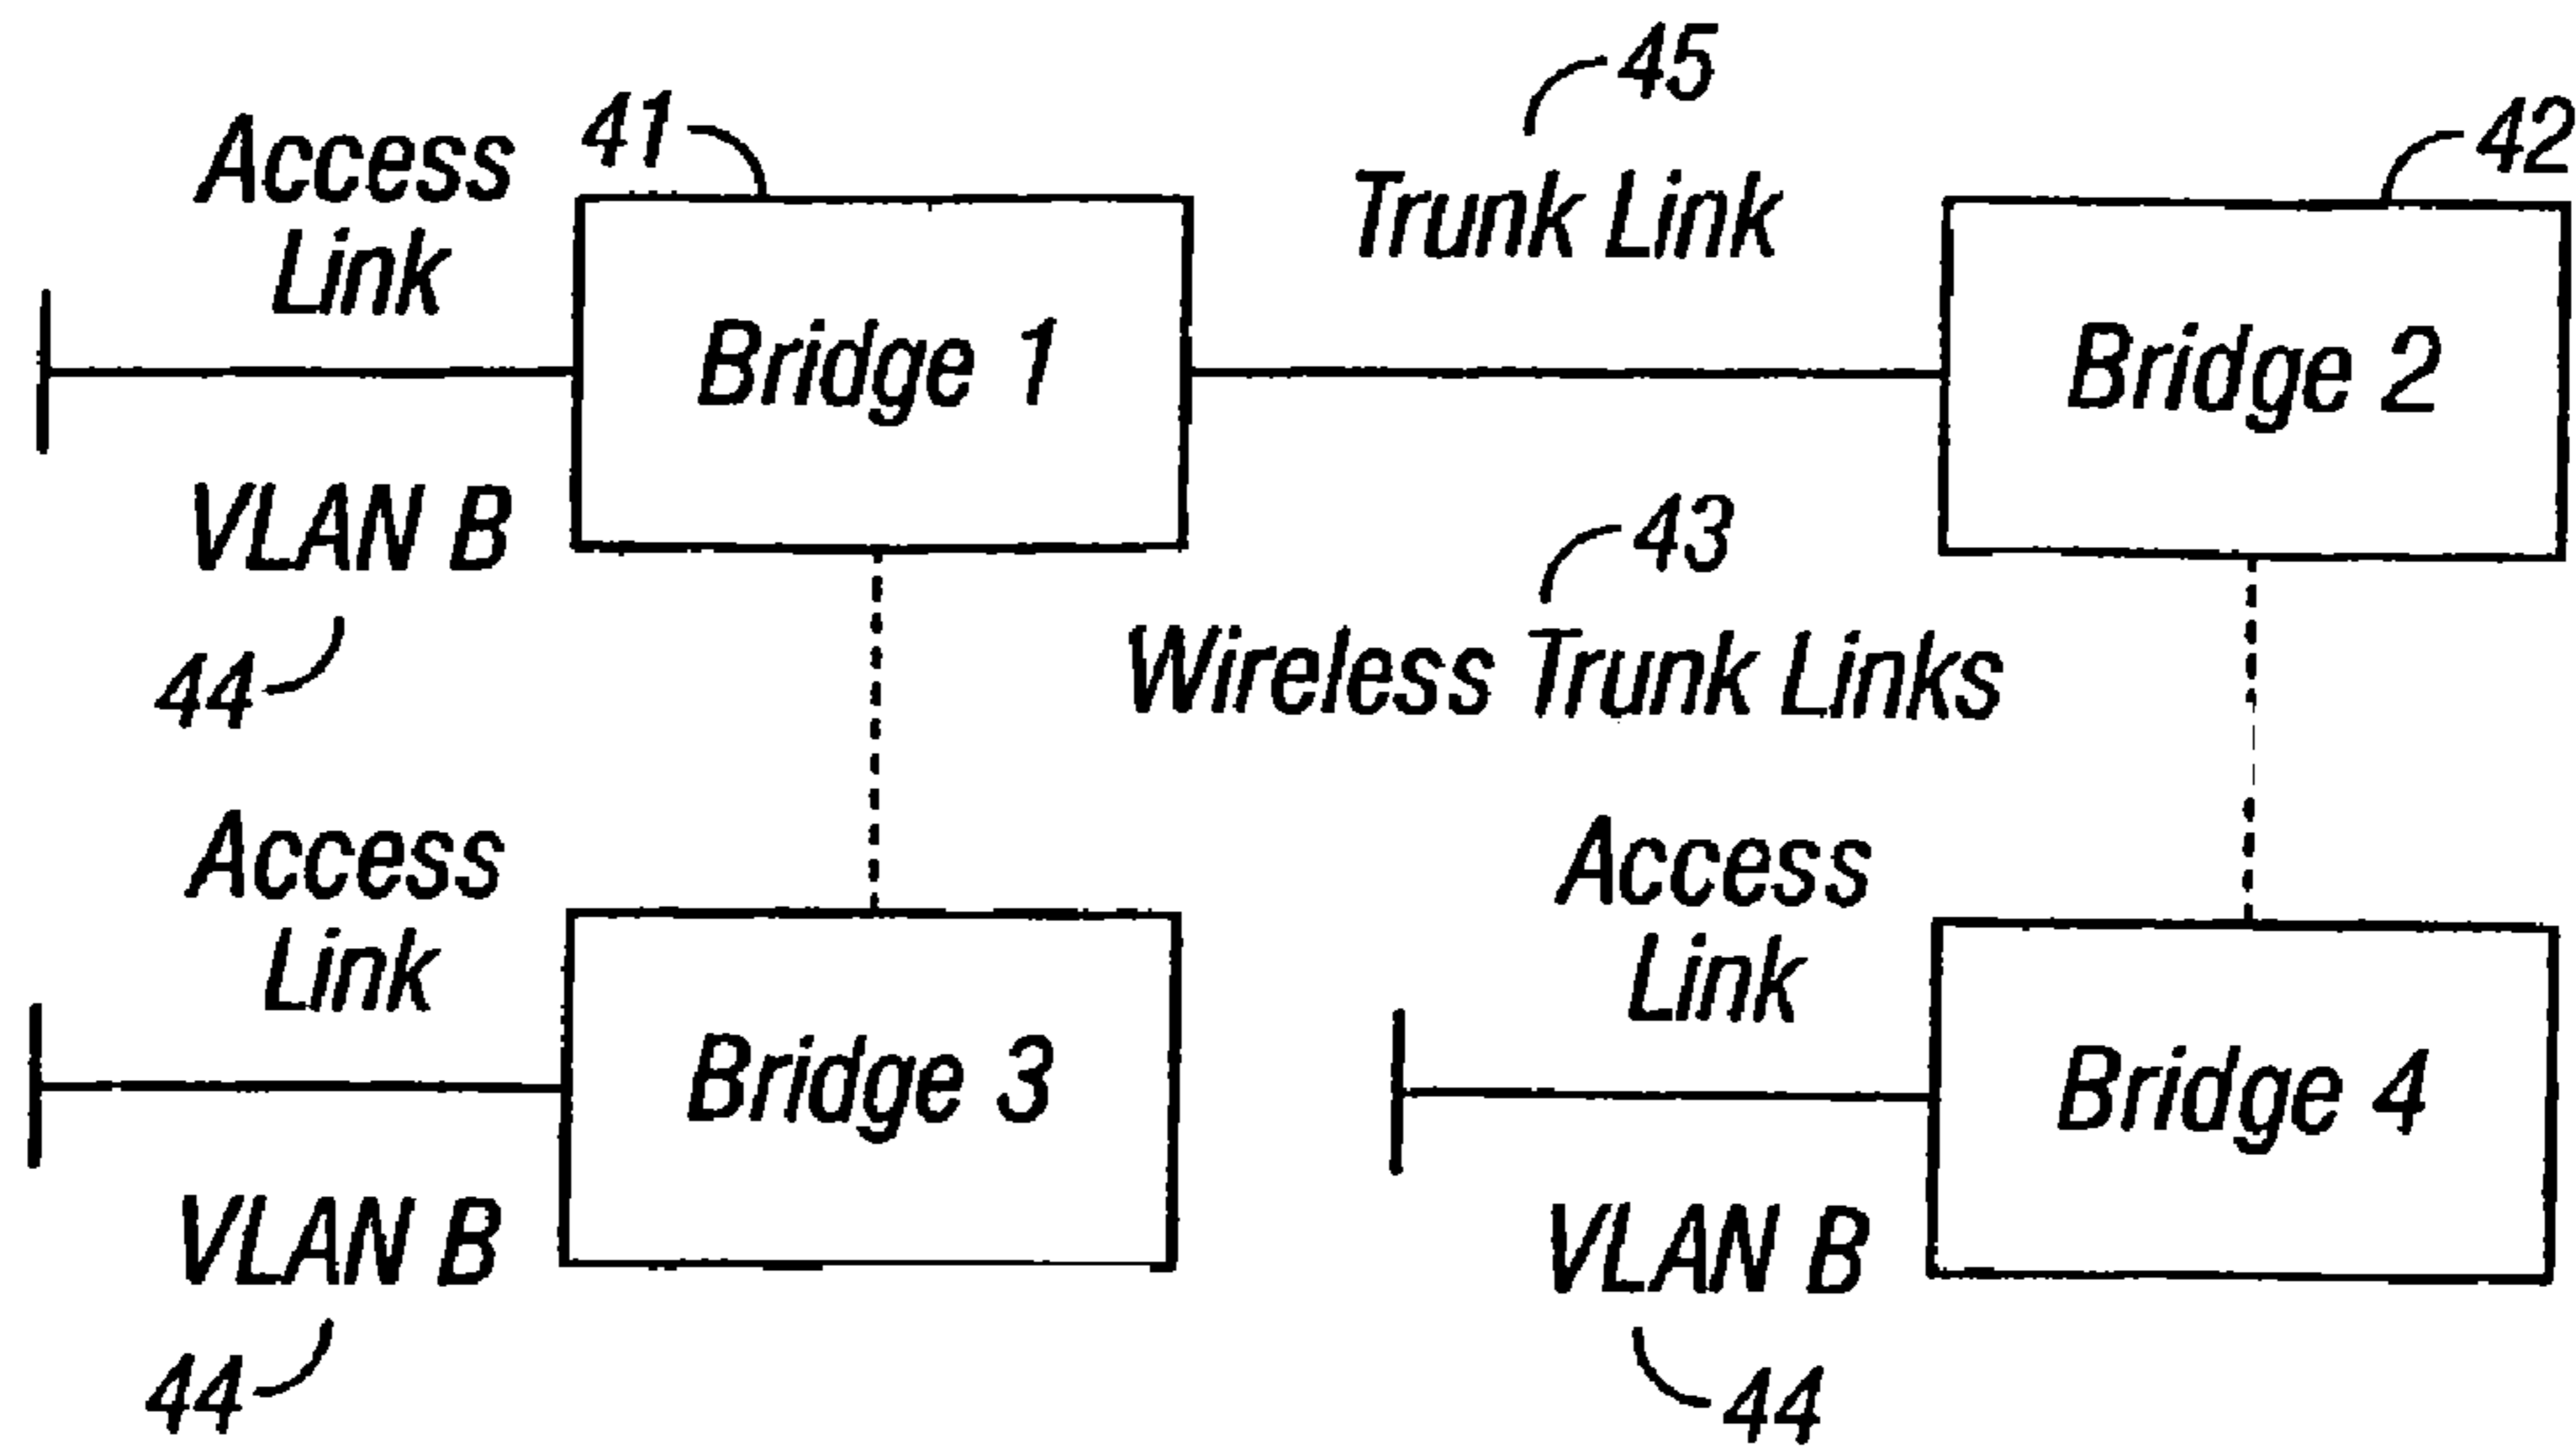 45
41
42
Access
Link
Trunk Link
Bridge 1
Bridge 2
VLAN B
43
44
Wireless Trunk Links
Access
Link
Access
Link
Bridge 3
Bridge 4
VLAN B
VLAN B
44
44